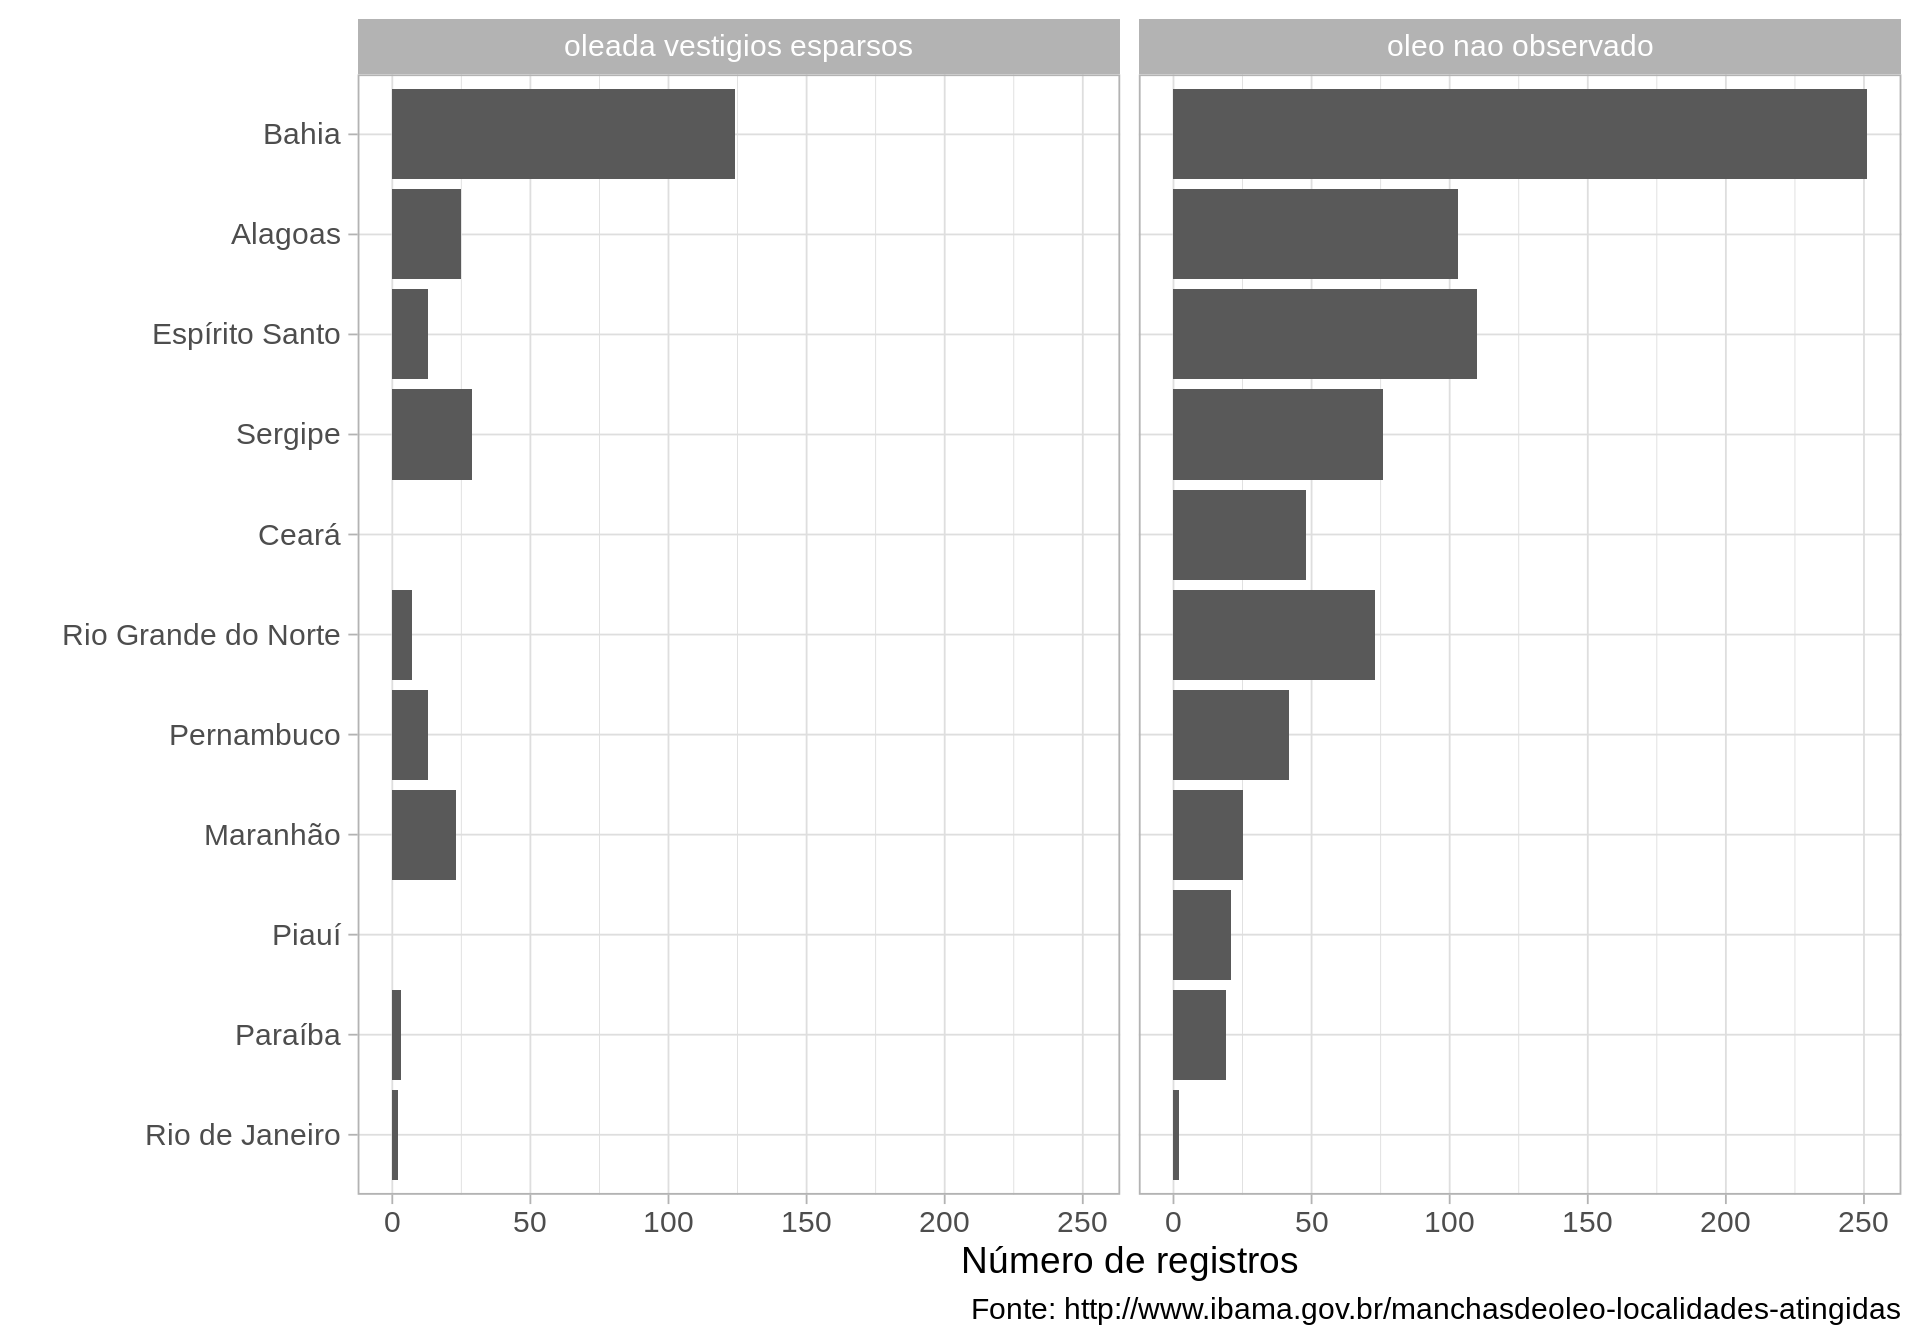 oleada vestigios esparsos
oleo nao observado
Bahia
Alagoas
Espírito Santo
Sergipe
Ceará
Rio Grande do Norte
Pernambuco
Maranhão
Piauí
Paraíba
Rio de Janeiro
0 50 100 150 200 250
0 50 100 150 200 250
Número de registros
Fonte: http://www.ibama.gov.br/manchasdeoleo-localidades-atingidas